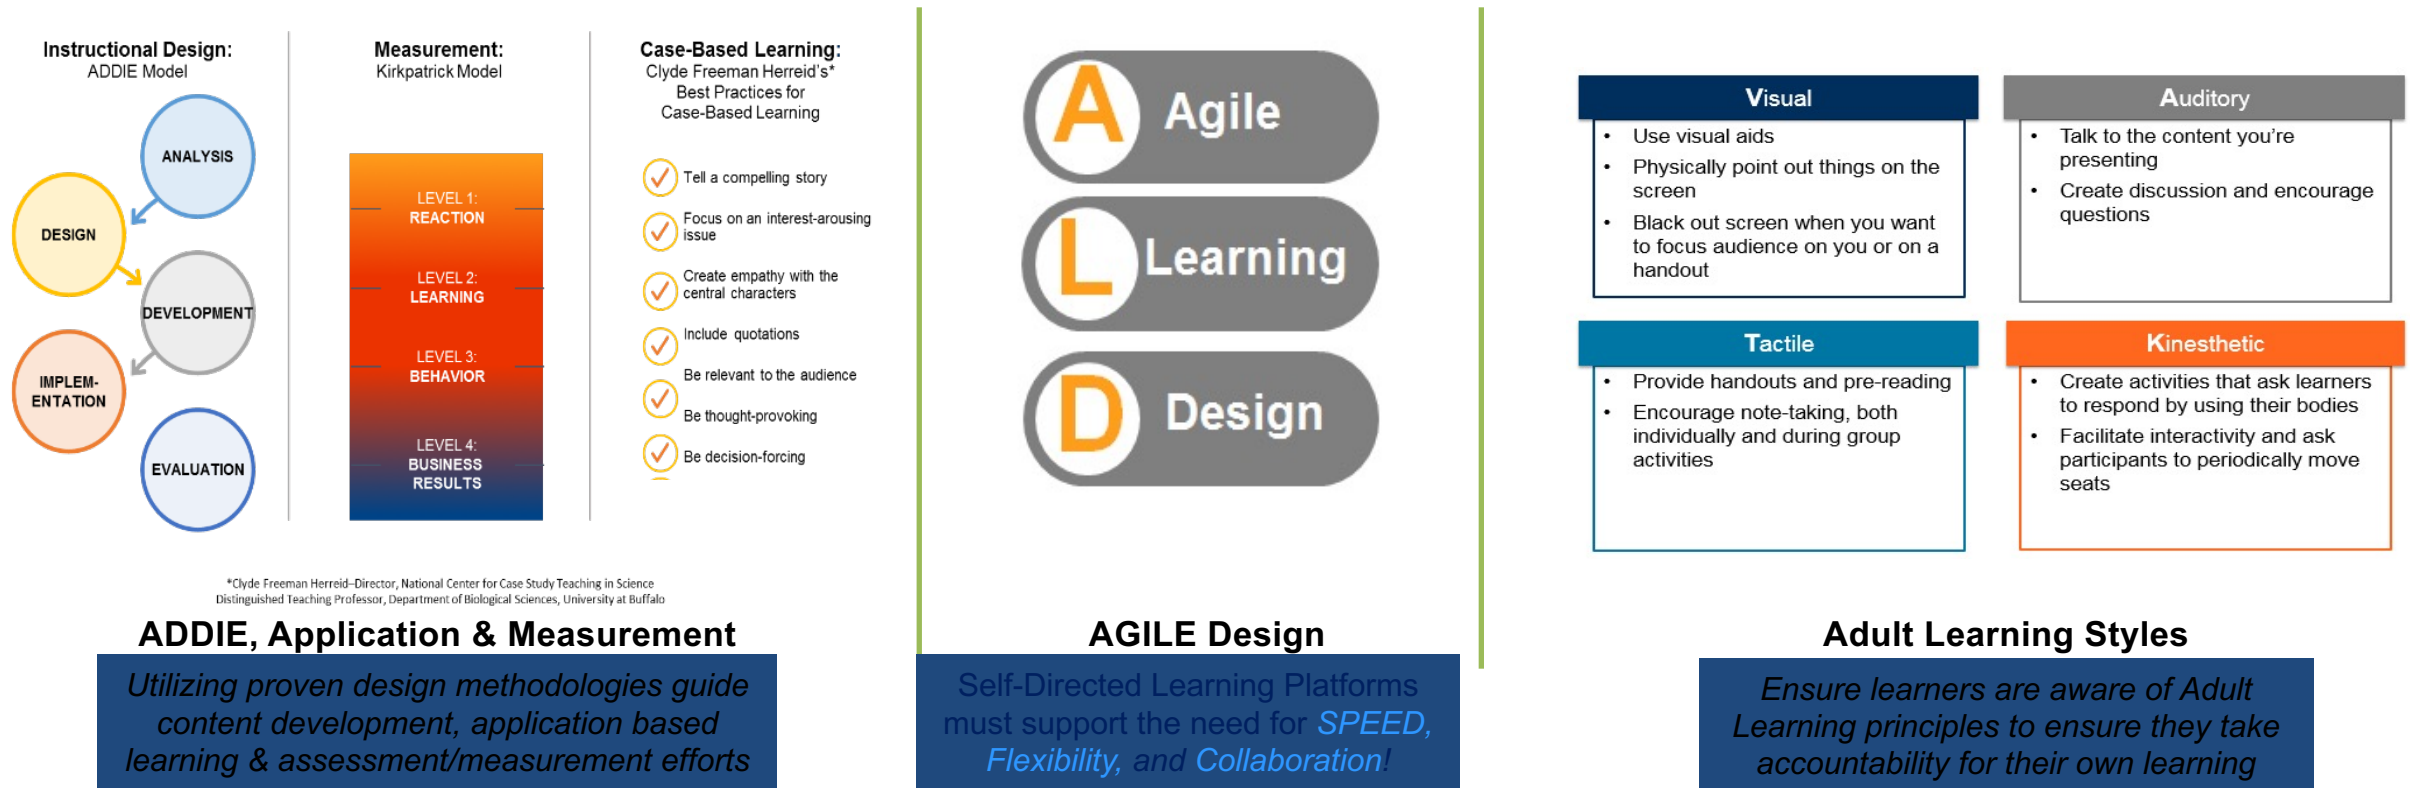 Instructional Design:
ADDIE Model
ANALYSIS
DESIGN
DEVELOPMENT
IMPLEM-
ENTATION
EVALUATION
Measurement:
Kirkpatrick Model
LEVEL 1:
REACTION
LEVEL 2:
LEARNING
LEVEL 3:
BEHAVIOR
LEVEL 4:
BUSINESS
RESULTS
Case-Based Learning:
Clyde Freeman Herreid's*
Best Practices for
Case-Based Learning
Tell a compelling story
Focus on an interest-arousing
issue
Create empathy with the
central characters
Include quotations
Be relevant to the audience
Be thought-provoking
Be decision-forcing
*Clyde Freeman Herreid–Director, National Center for Case Study Teaching in Science
Distinguished Teaching Professor, Department of Biological Sciences, University at Buffalo
ADDIE, Application & Measurement
Utilizing proven design methodologies guide
content development, application based
learning & assessment/measurement efforts
A Agile
L Learning
D Design
AGILE Design
Self-Directed Learning Platforms
must support the need for SPEED,
Flexibility, and Collaboration!
Visual
• Use visual aids
• Physically point out things on the
screen
• Black out screen when you want
to focus audience on you or on a
handout
Auditory
• Talk to the content you're
presenting
• Create discussion and encourage
questions
Tactile
• Provide handouts and pre-reading
• Encourage note-taking, both
individually and during group
activities
Kinesthetic
• Create activities that ask learners
to respond by using their bodies
• Facilitate interactivity and ask
participants to periodically move
seats
Adult Learning Styles
Ensure learners are aware of Adult
Learning principles to ensure they take
accountability for their own learning